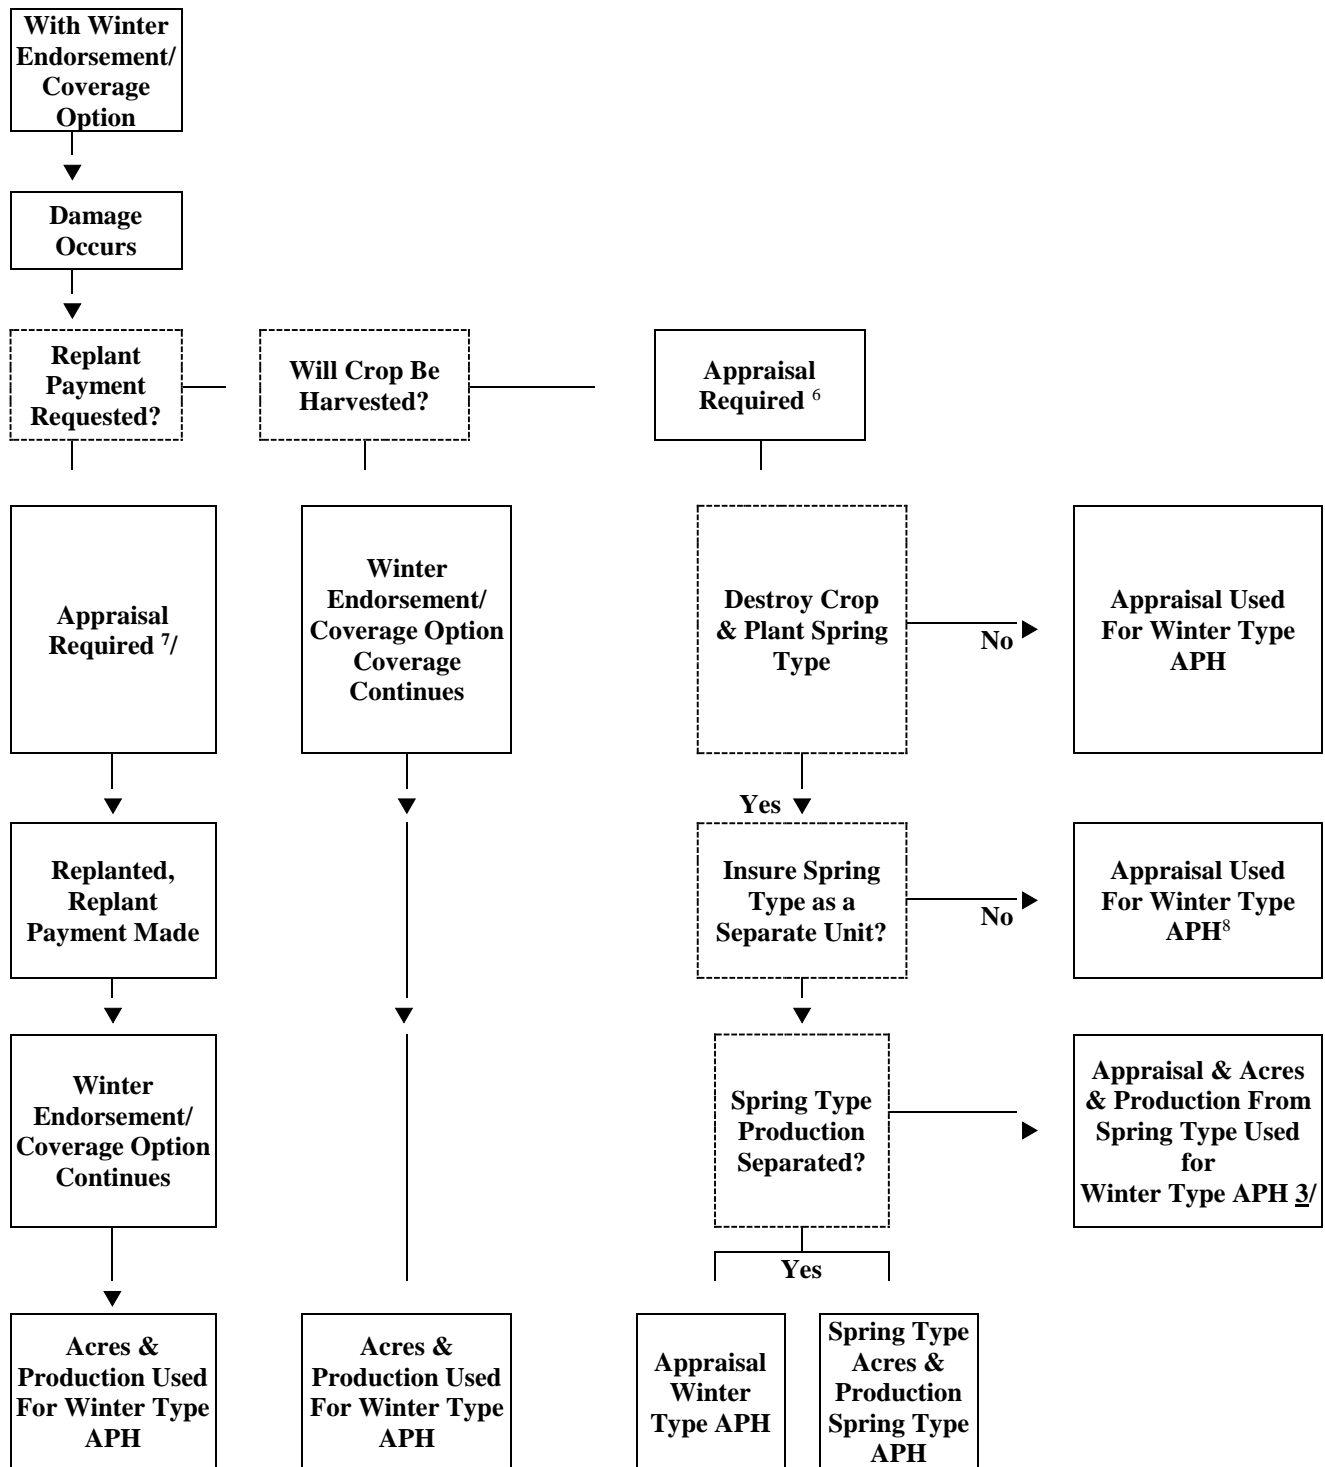 With Winter
Endorsement/
Coverage
Option
Damage
Occurs
Replant
Payment
Requested?
Will Crop Be
Harvested?
Appraisal
Required ⁶
Appraisal
Required ⁷/
Winter
Endorsement/
Coverage Option
Coverage
Continues
Destroy Crop
& Plant Spring
Type
No
Appraisal Used
For Winter Type
APH
Yes
Replanted,
Replant
Payment Made
Insure Spring
Type as a
Separate Unit?
No
Appraisal Used
For Winter Type
APH⁸
Winter
Endorsement/
Coverage Option
Continues
Spring Type
Production
Separated?
Appraisal & Acres
& Production From
Spring Type Used
for
Winter Type APH 3/
Yes
Acres &
Production Used
For Winter Type
APH
Acres &
Production Used
For Winter Type
APH
Appraisal
Winter
Type APH
Spring Type
Acres &
Production
Spring Type
APH